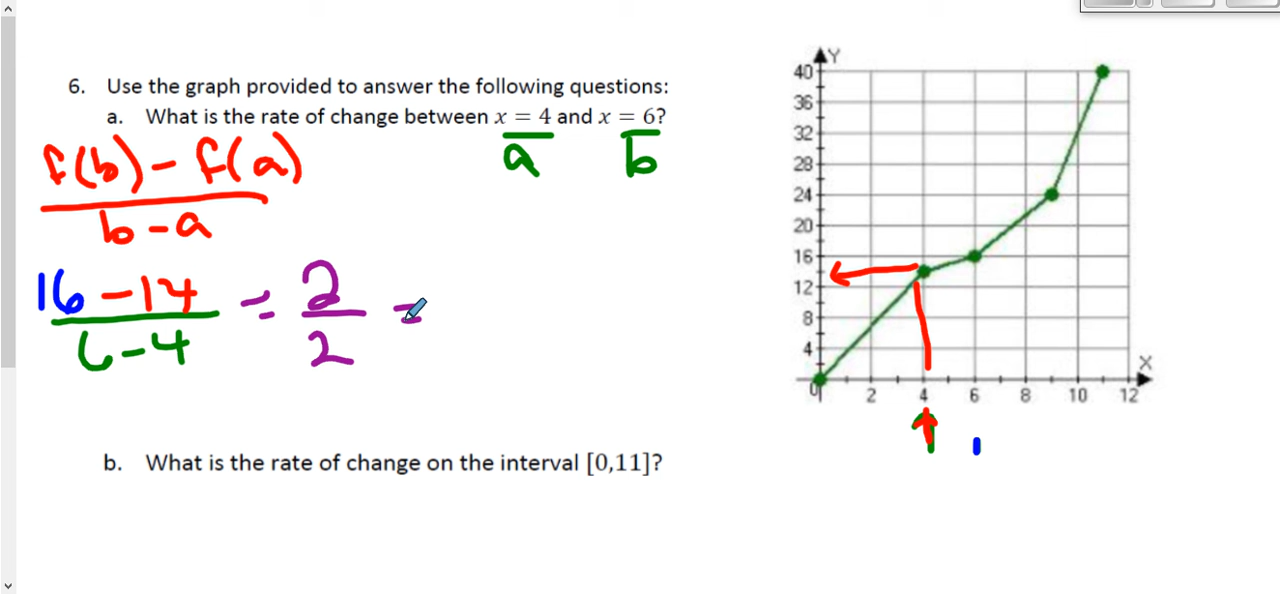 6. Use the graph provided to answer the following questions:
a. What is the rate of change between x = 4 and x = 6?
a b
f(b) - f(a)
b - a
16 - 14 = 2 =
6 - 4 2
b. What is the rate of change on the interval [0,11]?
Y
40
36
32
28
24
20
16
12
8
4
X
0 2 4 6 8 10 12